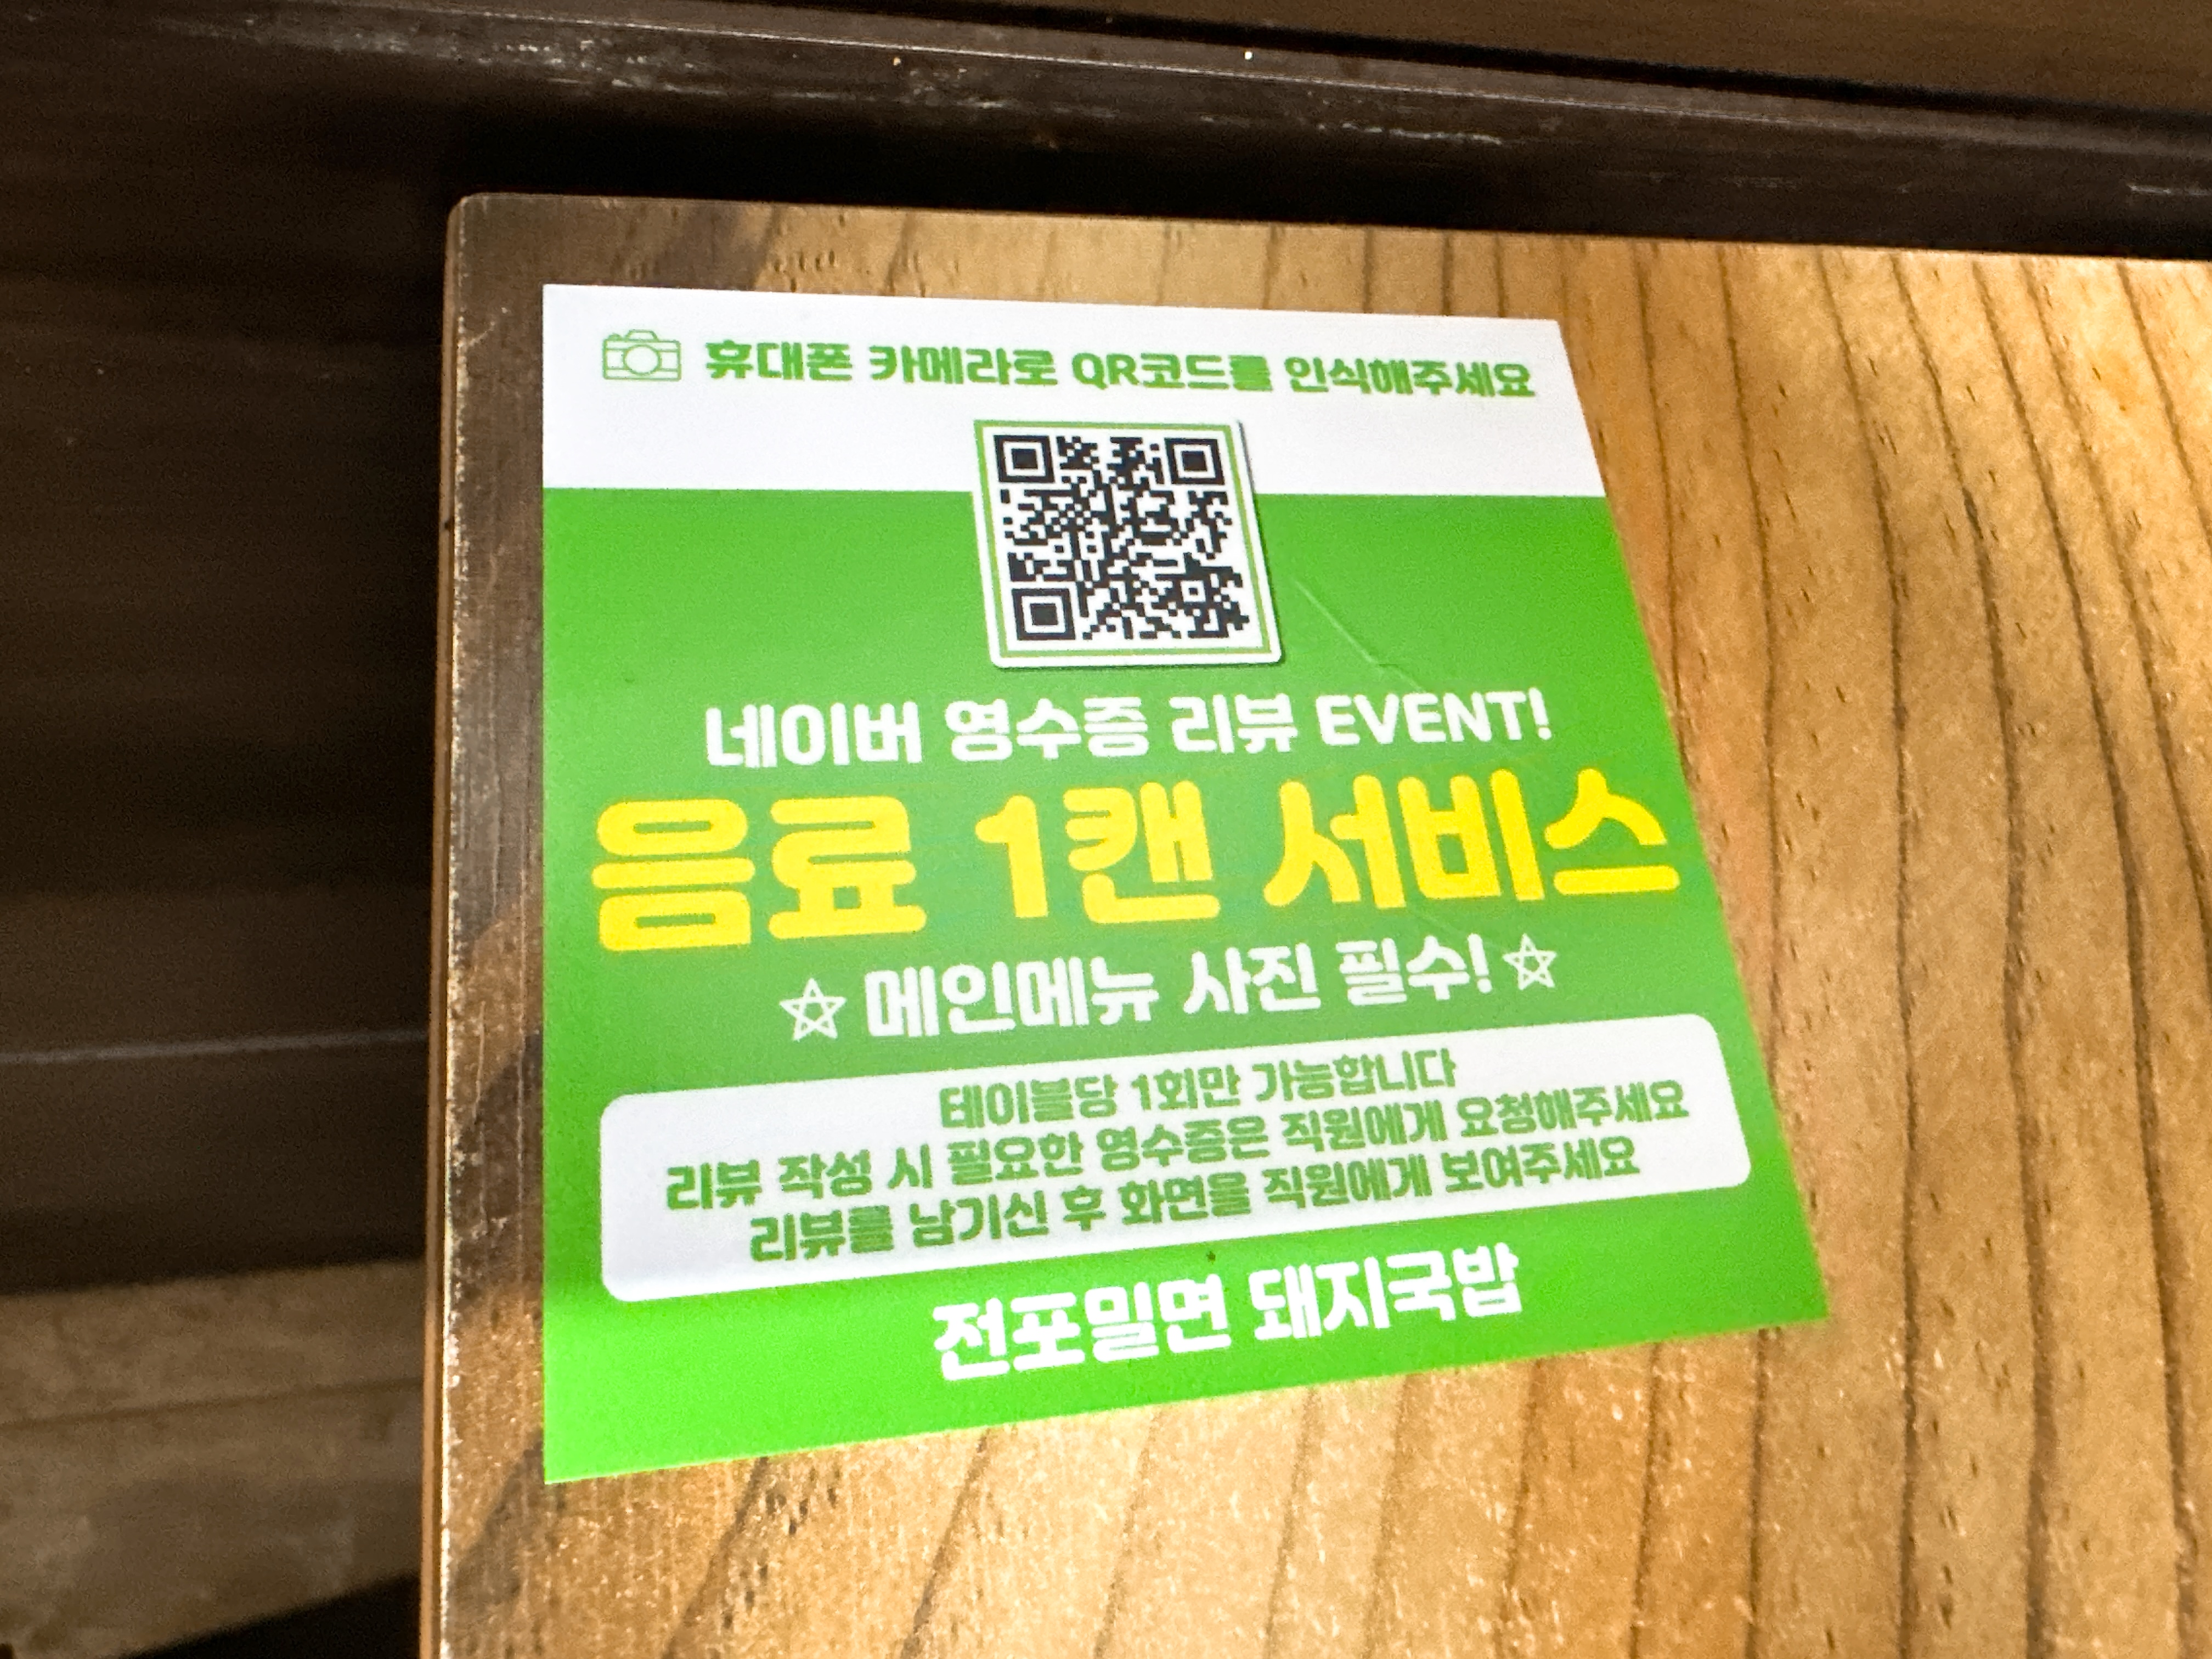 휴대폰 카메라로 QR코드를 인식해주세요
네이버 영수증 리뷰 EVENT!
음료 1캔 서비스
☆ 메인메뉴 사진 필수! ☆
테이블당 1회만 가능합니다
리뷰 작성 시 필요한 영수증은 직원에게 요청해주세요
리뷰를 남기신 후 화면을 직원에게 보여주세요
전포밀면 돼지국밥